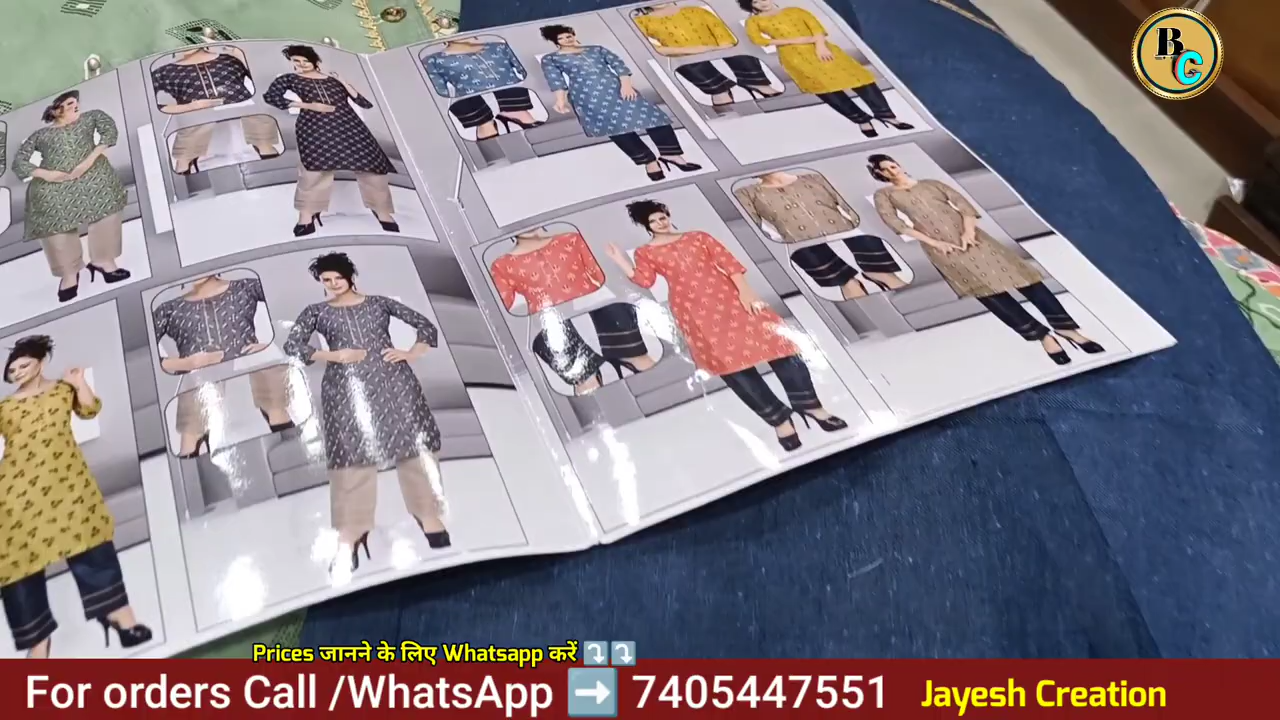 BC
Prices जानने के लिए Whatsapp करें ⤵️⤵️
For orders Call /WhatsApp ➡️ 7405447551 Jayesh Creation